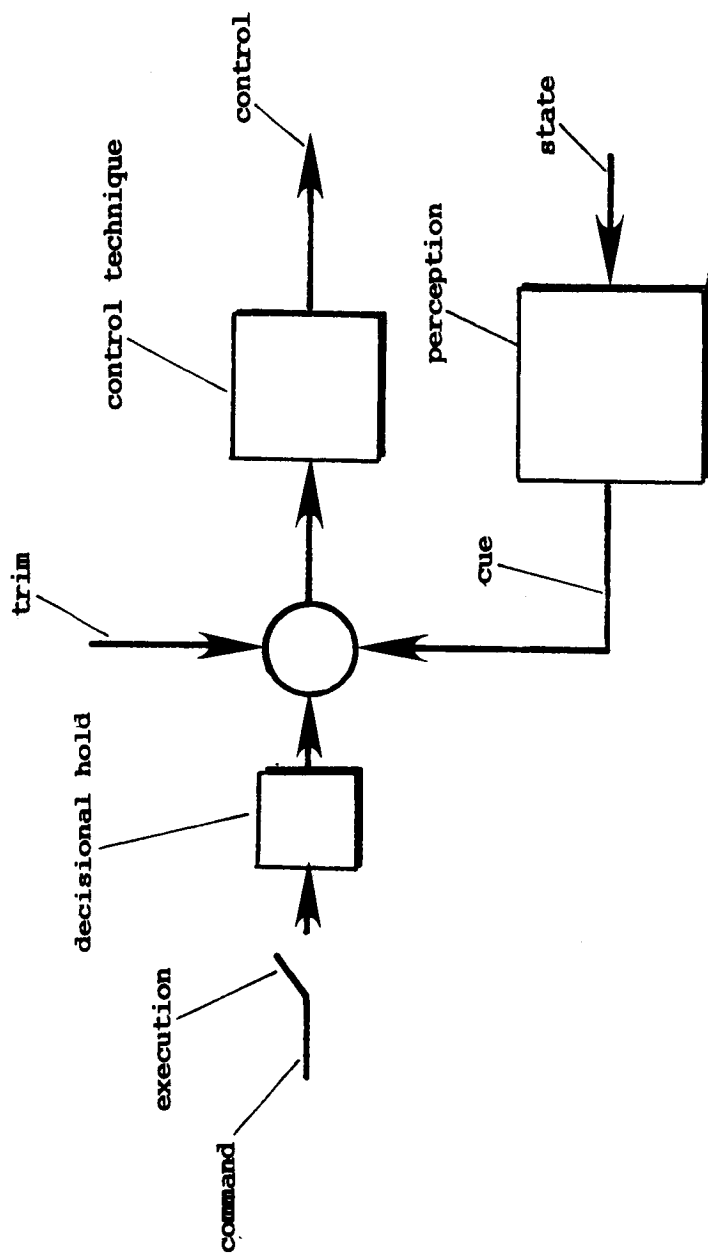 trim
control
control technique
decisional hold
execution
command
state
perception
cue